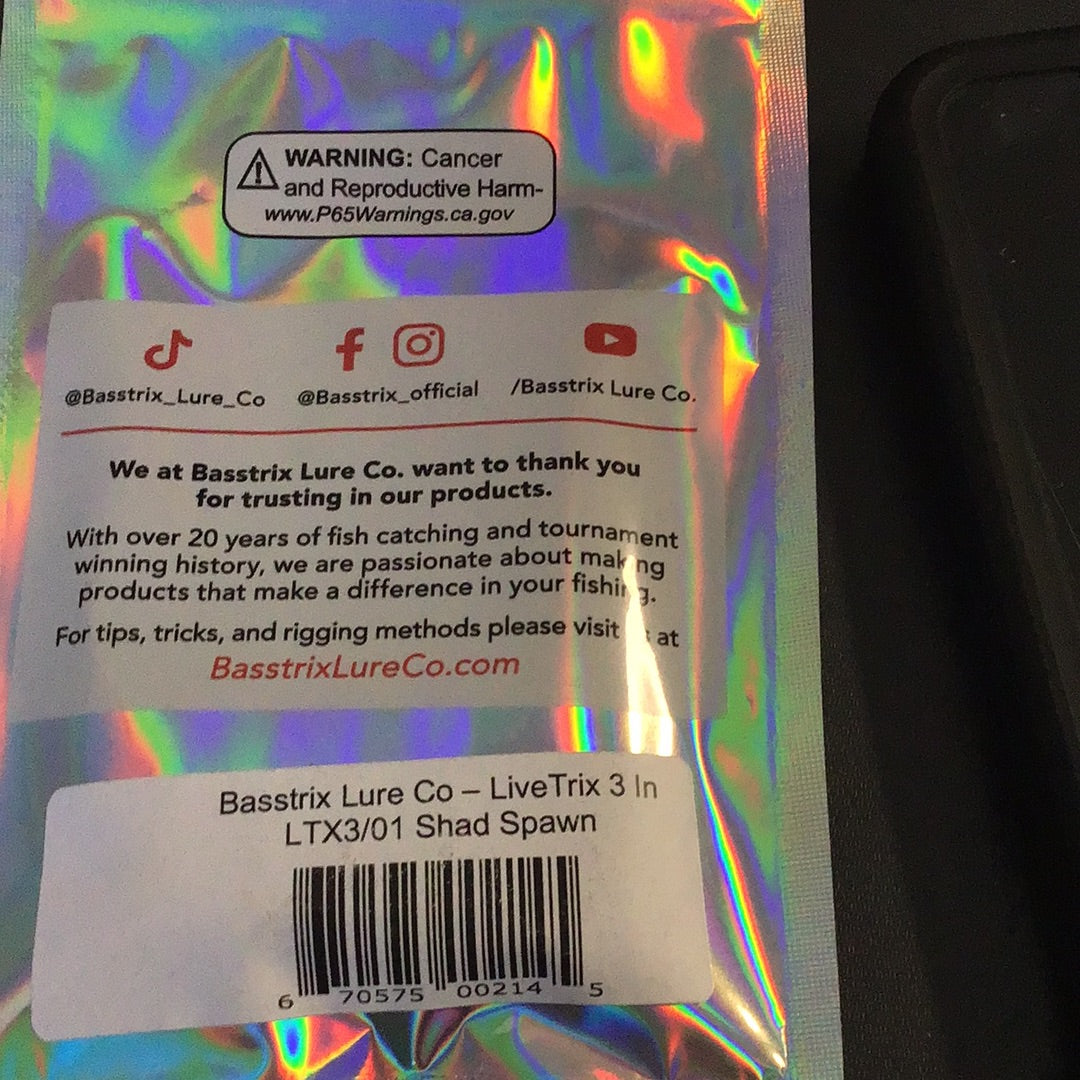 WARNING: Cancer
and Reproductive Harm-
www.P65Warnings.ca.gov
@Basstrix_Lure_Co @Basstrix_official /Basstrix Lure Co.
We at Basstrix Lure Co. want to thank you
for trusting in our products.
With over 20 years of fish catching and tournament
winning history, we are passionate about making
products that make a difference in your fishing.
For tips, tricks, and rigging methods please visit at
BasstrixLureCo.com
Basstrix Lure Co – LiveTrix 3 In
LTX3/01 Shad Spawn
6 70575 00214 5